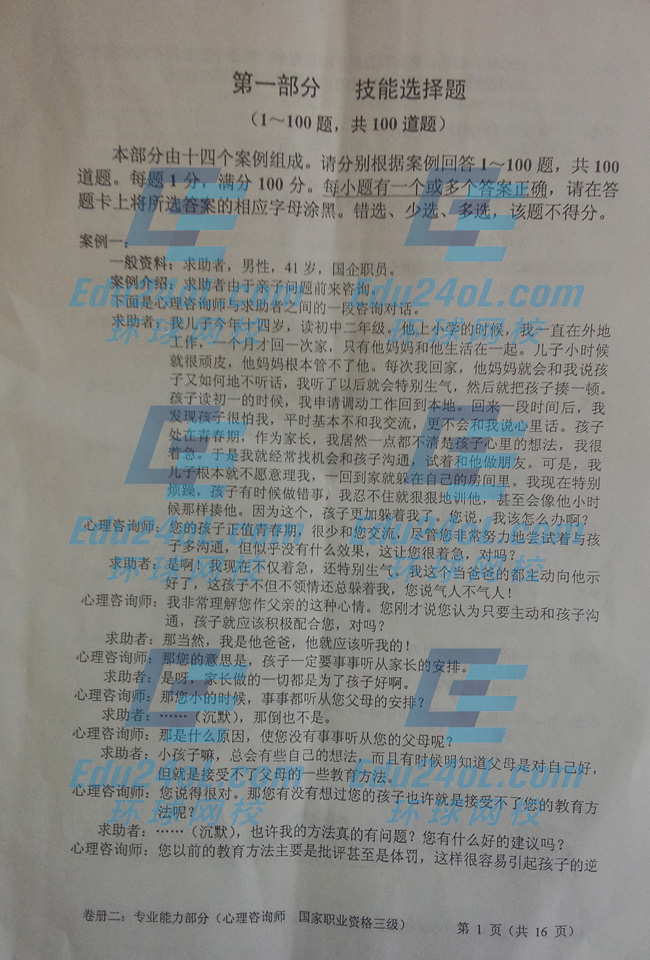 第一部分 技能选择题
（1～100 题，共 100 道题）
本部分由十四个案例组成。请分别根据案例回答 1～100 题，共 100
道题。每题 1 分，满分 100 分。每小题有一个或多个答案正确，请在答
题卡上将所选答案的相应字母涂黑。错选、少选、多选，该题不得分。
案例一：
一般资料：求助者，男性，41 岁，国企职员。
案例介绍：求助者由于亲子问题前来咨询。
下面是心理咨询师与求助者之间的一段咨询对话。
求助者：我儿子今年十四岁，读初中二年级。他上小学的时候，我一直在外地
工作，一个月才回一次家，只有他妈妈和他生活在一起。儿子小时候
就很顽皮，他妈妈根本管不了他。每次我回家，他妈妈就会和我说孩
子又如何地不听话，我听了以后就会特别生气，然后就把孩子揍一顿。
孩子读初一的时候，我申请调动工作回到本地。回来一段时间后，我
发现孩子很怕我，平时基本不和我交流，更不会和我说心里话。孩子
处在青春期，作为家长，我居然一点都不清楚孩子心里的想法，我很
着急。于是我就经常找机会和孩子沟通，试着和他做朋友。可是，我
儿子根本就不愿意理我，一回到家就躲在自己的房间里。我现在特别
烦躁，孩子有时候做错事，我忍不住就狠狠地训他，甚至会像他小时
候那样揍他。因为这个，孩子更加躲着我了。您说，我该怎么办啊？
心理咨询师：您的孩子正值青春期，很少和您交流，尽管您非常努力地尝试着与孩
子多沟通，但似乎没有什么效果，这让您很着急，对吗？
求助者：是啊！我现在不仅着急，还特别生气。我这个当爸爸的都主动向他示
好了，这孩子不但不领情还总躲着我，您说气人不气人！
心理咨询师：我非常理解您作父亲的这种心情。您刚才说您认为只要主动和孩子沟
通，孩子就应该积极配合您，对吗？
求助者：那当然，我是他爸爸，他就应该听我的！
心理咨询师：那您的意思是，孩子一定要事事听从家长的安排。
求助者：是呀，家长做的一切都是为了孩子好啊。
心理咨询师：那您小的时候，事事都听从您父母的安排？
求助者：……（沉默），那倒也不是。
心理咨询师：那是什么原因，使您没有事事听从您的父母呢？
求助者：小孩子嘛，总会有些自己的想法，而且有时候明知道父母是对自己好，
但就是接受不了父母的一些教育方法。
心理咨询师：您说得很对。那您有没有想过您的孩子也许就是接受不了您的教育方
法呢？
求助者：……（沉默），也许我的方法真的有问题？您有什么好的建议吗？
心理咨询师：您以前的教育方法主要是批评甚至是体罚，这样很容易引起孩子的逆
卷册二：专业能力部分（心理咨询师 国家职业资格三级） 第 1 页（共 16 页）
Edu24oL.com
环球网校
Edu24oL.com
环球网校
Edu24oL.com
环球网校
Edu24oL.com
环球网校
Edu24oL.com
环球网校
Edu24oL.com
环球网校